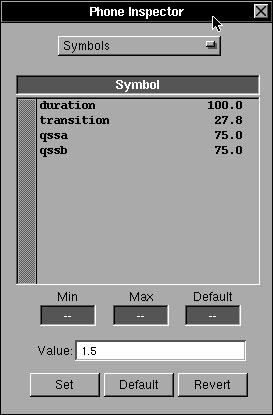 Phone Inspector
Symbols
Symbol
duration 100.0
transition 27.8
qssa 75.0
qssb 75.0
Min Max Default
-- -- --
Value: 1.5
Set Default Revert